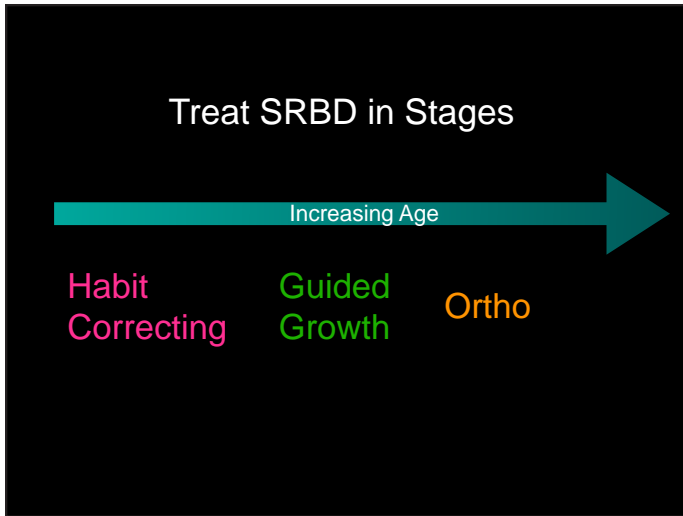 Treat SRBD in Stages
Increasing Age
Habit
Correcting
Guided
Growth
Ortho